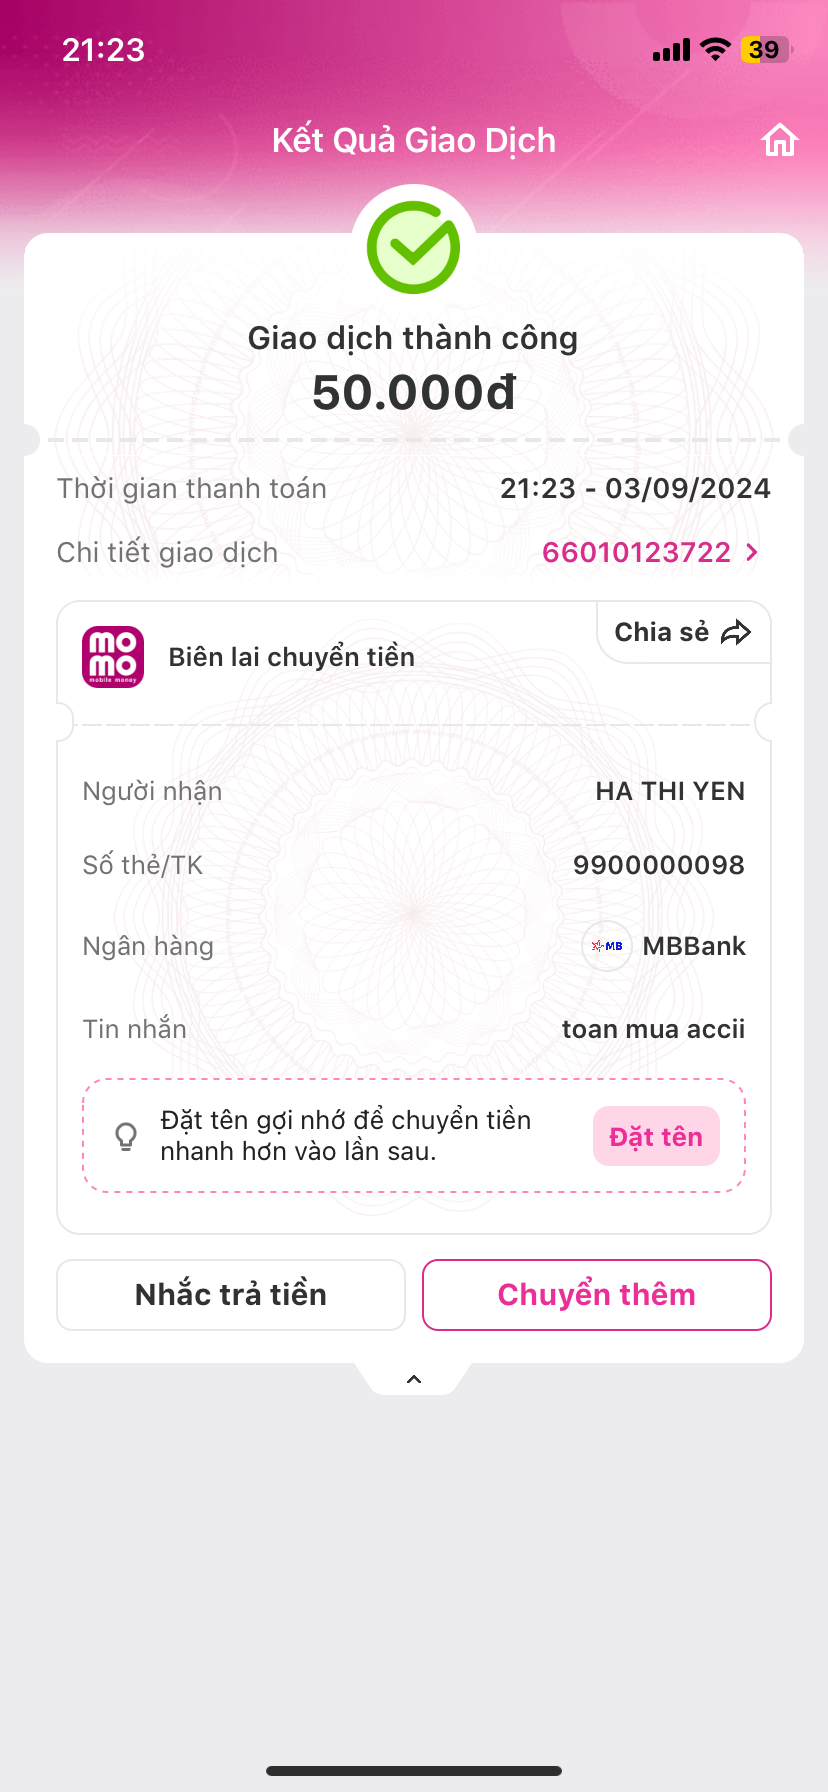 21:23
39
Kết Quả Giao Dịch
Giao dịch thành công
50.000đ
Thời gian thanh toán 21:23 - 03/09/2024
Chi tiết giao dịch 66010123722
mo
mo
mobile money
Biên lai chuyển tiền
Chia sẻ
Người nhận HA THI YEN
Số thẻ/TK 9900000098
Ngân hàng MB MBBank
Tin nhắn toan mua accii
Đặt tên gợi nhớ để chuyển tiền
nhanh hơn vào lần sau.
Đặt tên
Nhắc trả tiền
Chuyển thêm